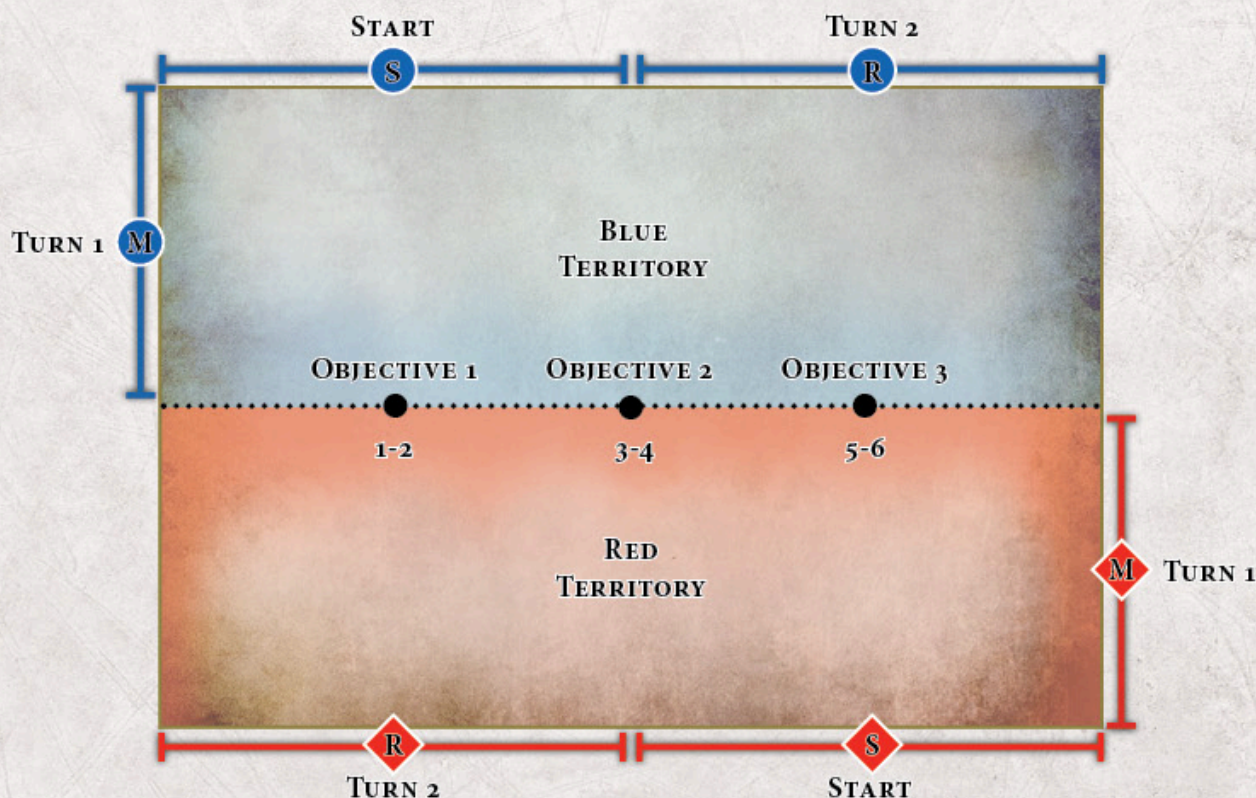 Start
Turn 2
S
R
Turn 1
M
Blue
Territory
Objective 1
Objective 2
Objective 3
1-2
3-4
5-6
Red
Territory
M
Turn 1
R
S
Turn 2
Start